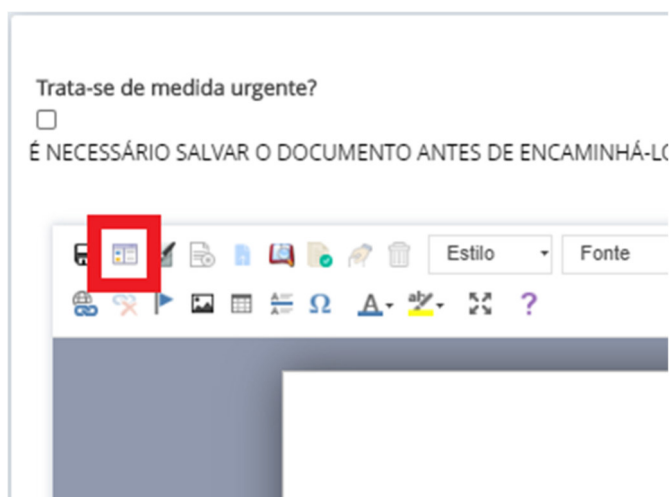 Trata-se de medida urgente?
É NECESSÁRIO SALVAR O DOCUMENTO ANTES DE ENCAMINHÁ-LO
Estilo
Fonte